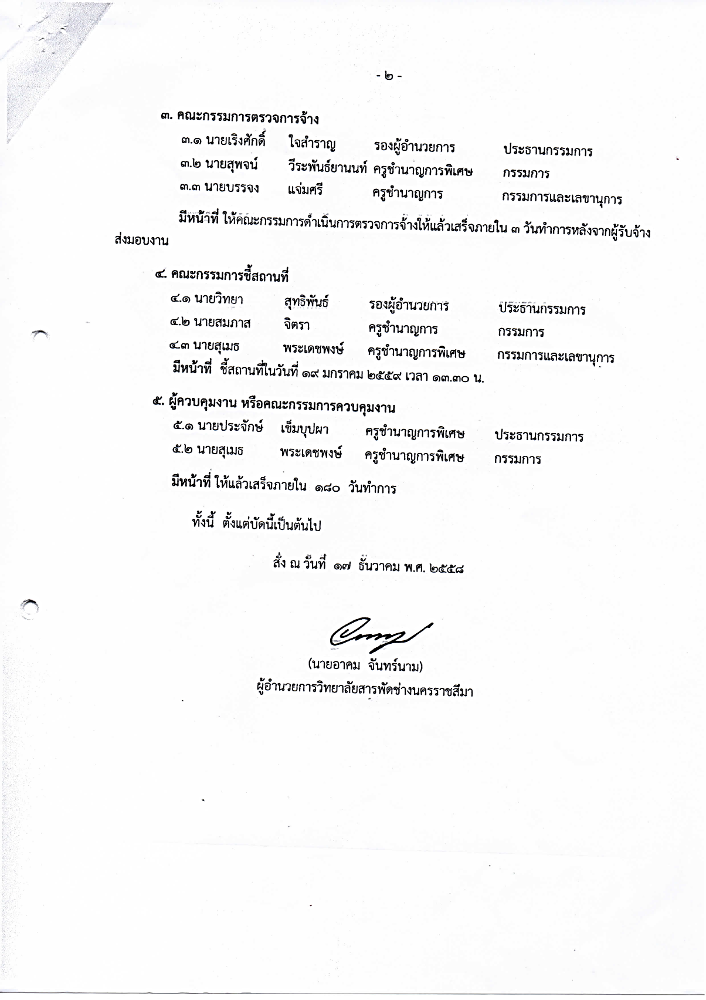 - ๒ -
๓. คณะกรรมการตรวจการจ้าง
๓.๑ นายเริงศักดิ์ ใจสำราญ รองผู้อำนวยการ ประธานกรรมการ
๓.๒ นายสุพจน์ วีระพันธ์ยานนท์ ครูชำนาญการพิเศษ กรรมการ
๓.๓ นายบรรจง แจ่มศรี ครูชำนาญการ กรรมการและเลขานุการ
มีหน้าที่ ให้คณะกรรมการดำเนินการตรวจการจ้างให้แล้วเสร็จภายใน ๓ วันทำการหลังจากผู้รับจ้าง
ส่งมอบงาน
๔. คณะกรรมการชี้สถานที่
๔.๑ นายวิทยา สุทธิพันธ์ รองผู้อำนวยการ ประธานกรรมการ
๔.๒ นายสมภาส จิตรา ครูชำนาญการ กรรมการ
๔.๓ นายสุเมธ พระเดชพงษ์ ครูชำนาญการพิเศษ กรรมการและเลขานุการ
มีหน้าที่ ชี้สถานที่ในวันที่ ๑๙ มกราคม ๒๕๕๙ เวลา ๑๓.๓๐ น.
๕. ผู้ควบคุมงาน หรือคณะกรรมการควบคุมงาน
๕.๑ นายประจักษ์ เข็มบุปผา ครูชำนาญการพิเศษ ประธานกรรมการ
๕.๒ นายสุเมธ พระเดชพงษ์ ครูชำนาญการพิเศษ กรรมการ
มีหน้าที่ ให้แล้วเสร็จภายใน ๑๘๐ วันทำการ
ทั้งนี้ ตั้งแต่บัดนี้เป็นต้นไป
สั่ง ณ วันที่ ๑๗ ธันวาคม พ.ศ. ๒๕๕๘
(นายอาคม จันทร์นาม)
ผู้อำนวยการวิทยาลัยสารพัดช่างนครราชสีมา